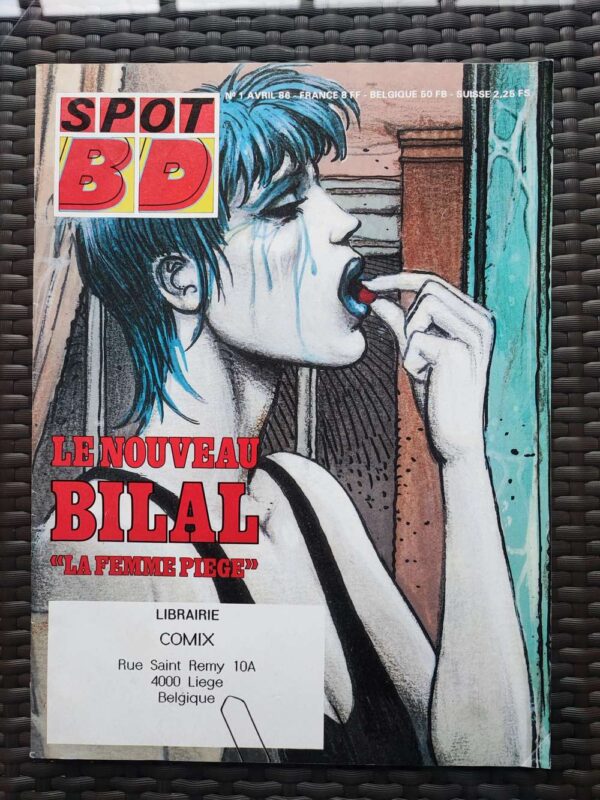 N° 1 AVRIL 86 - FRANCE 8 FF - BELGIQUE 50 FB - SUISSE 2,25 FS
SPOT
BD
LE NOUVEAU
BILAL
“LA FEMME PIEGE”
LIBRAIRIE
COMIX
Rue Saint Remy 10A
4000 Liege
Belgique